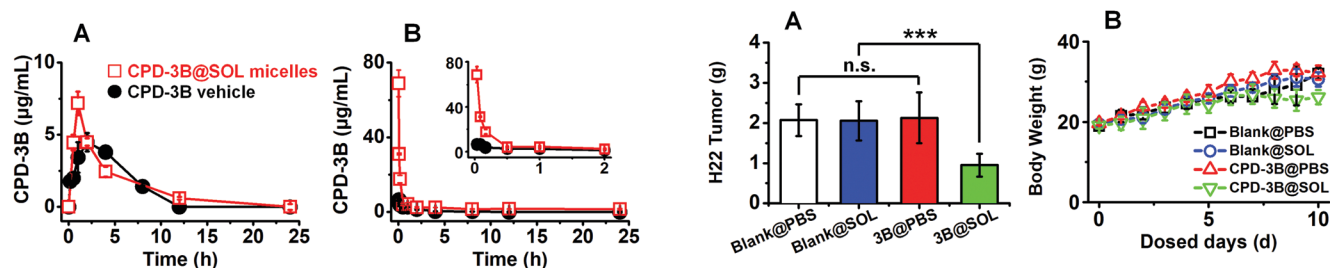 A
CPD-3B (µg/mL)
10
5
0
CPD-3B@SOL micelles
CPD-3B vehicle
0 5 10 15 20 25
Time (h)
B
CPD-3B (µg/mL)
80
40
0
80
40
0
0 1 2
0 5 10 15 20 25
Time (h)
A
H22 Tumor (g)
4
3
2
1
0
***
n.s.
Blank@PBS
Blank@SOL
3B@PBS
3B@SOL
B
Body Weight (g)
40
20
0
Blank@PBS
Blank@SOL
CPD-3B@PBS
CPD-3B@SOL
0 5 10
Dosed days (d)